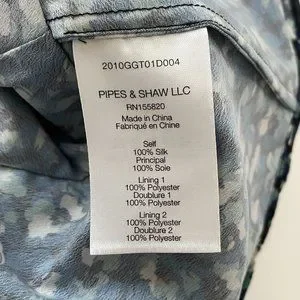 2010GGT01D004
PIPES & SHAW LLC
RN155820
Made in China
Fabriqué en Chine
Self
100% Silk
Principal
100% Soie
Lining 1
100% Polyester
Doublure 1
100% Polyester
Lining 2
100% Polyester
Doublure 2
100% Polyester